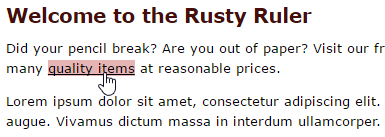 Welcome to the Rusty Ruler
Did your pencil break? Are you out of paper? Visit our fr
many quality items at reasonable prices.
Lorem ipsum dolor sit amet, consectetur adipiscing elit.
augue. Vivamus dictum massa in interdum ullamcorper.